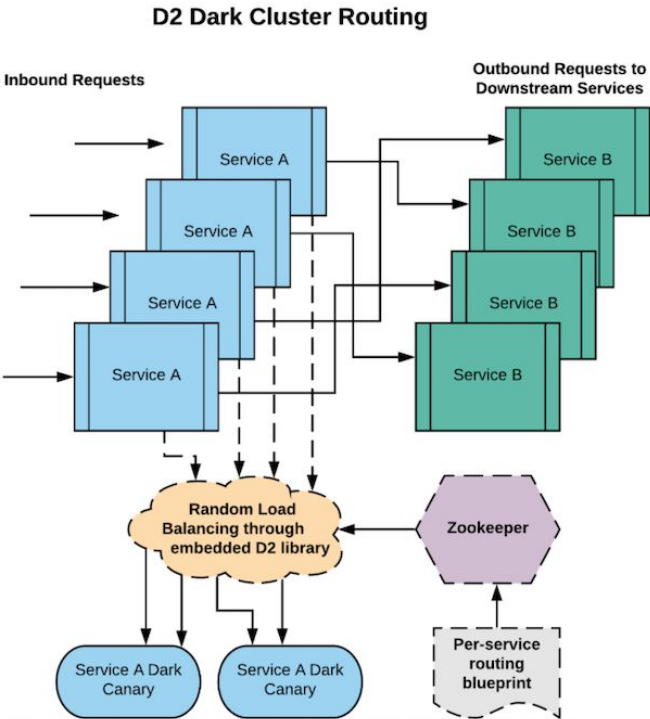 D2 Dark Cluster Routing
Inbound Requests
Outbound Requests to
Downstream Services
Service A
Service B
Service A
Service B
Service A
Service B
Service A
Service B
Random Load
Balancing through
embedded D2 library
Zookeeper
Per-service
routing
blueprint
Service A Dark
Canary
Service A Dark
Canary